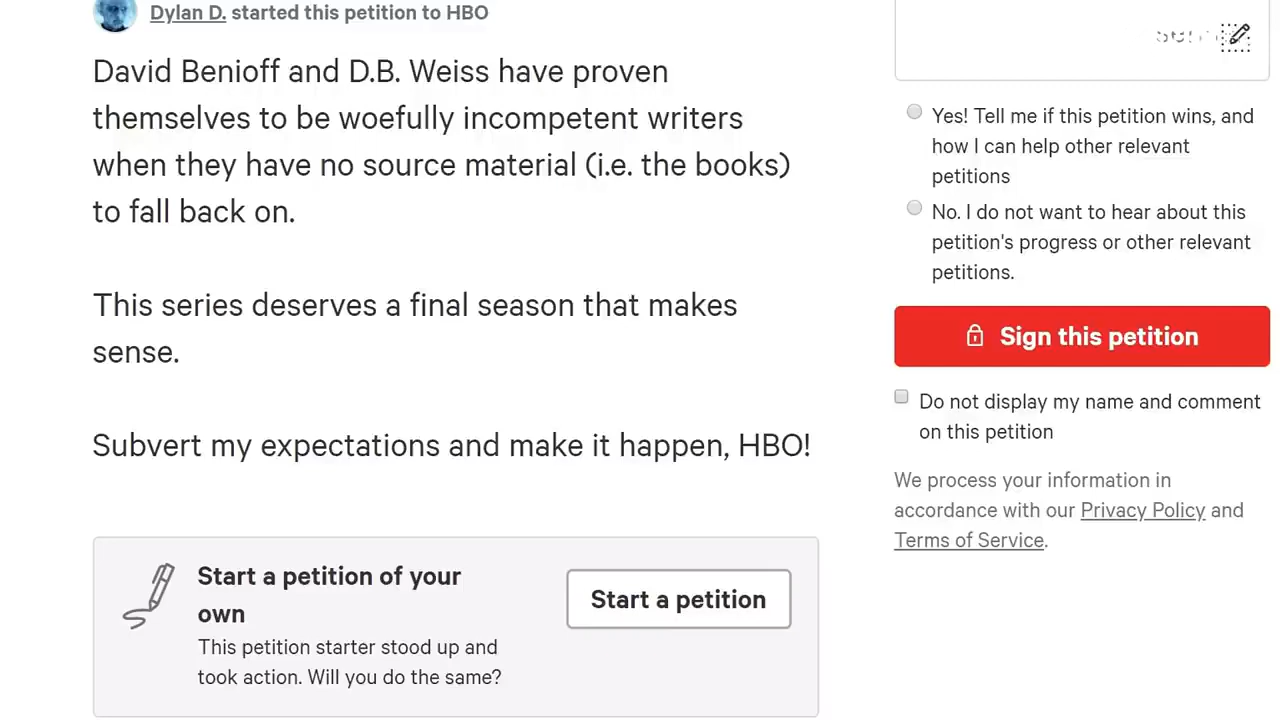 Dylan D. started this petition to HBO
David Benioff and D.B. Weiss have proven
themselves to be woefully incompetent writers
when they have no source material (i.e. the books)
to fall back on.
This series deserves a final season that makes
sense.
Subvert my expectations and make it happen, HBO!
Start a petition of your
own
This petition starter stood up and
took action. Will you do the same?
Start a petition
Yes! Tell me if this petition wins, and
how I can help other relevant
petitions
No. I do not want to hear about this
petition's progress or other relevant
petitions.
Sign this petition
Do not display my name and comment
on this petition
We process your information in
accordance with our Privacy Policy and
Terms of Service.